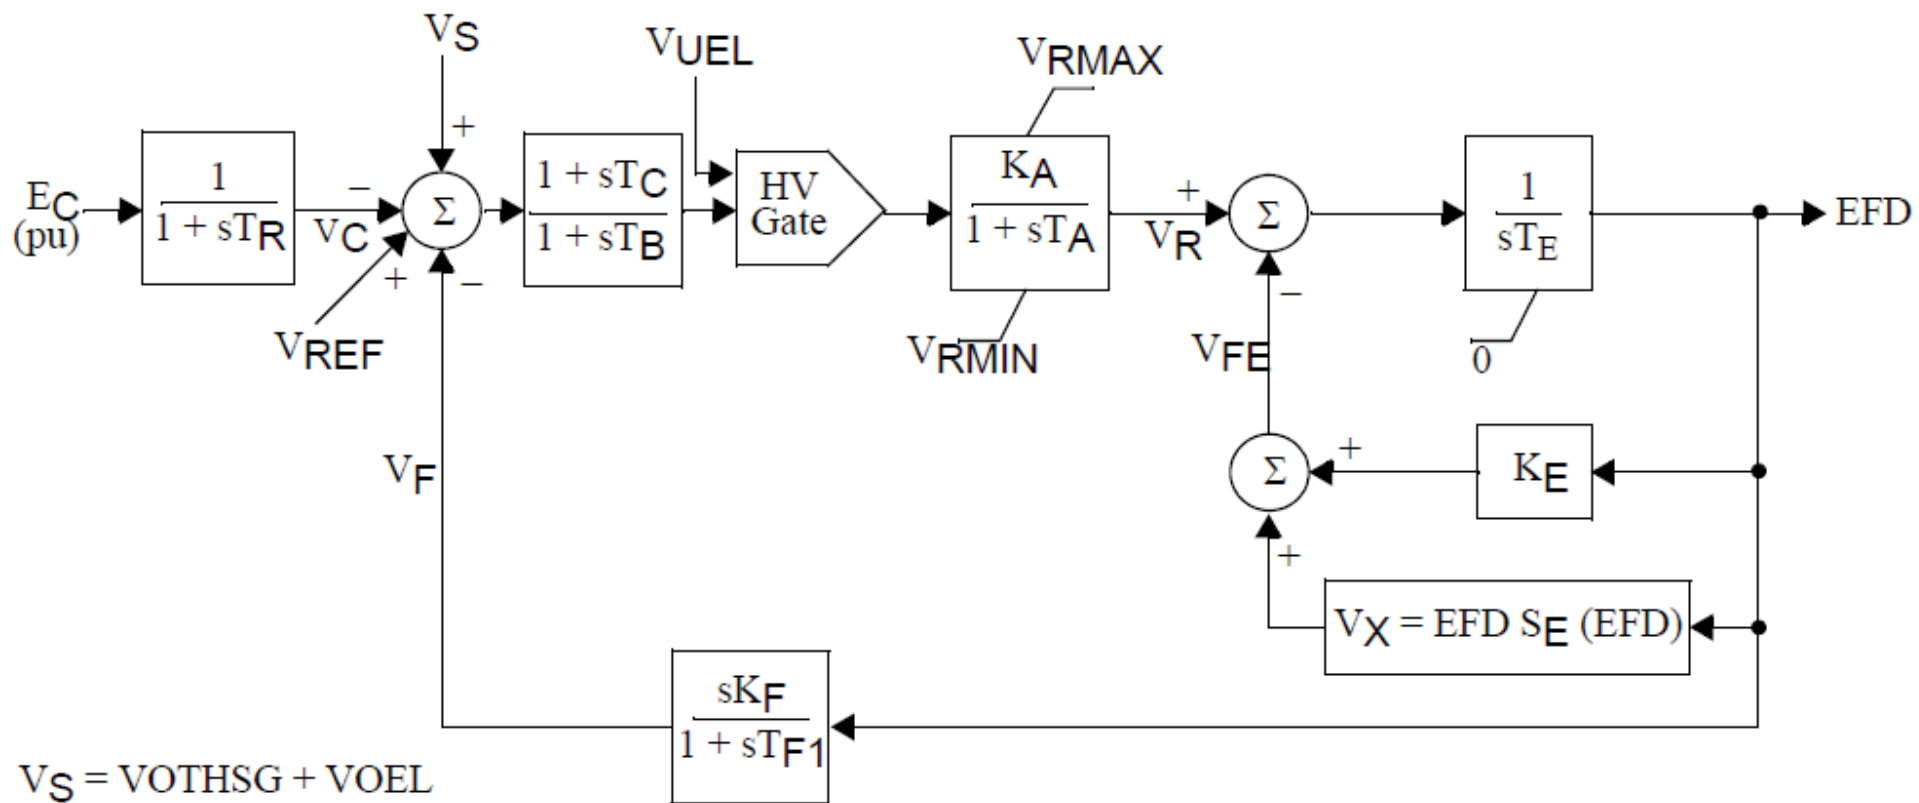 VS
VUEL
VRMAX
+
EC
(pu)
1
1 + sTR
−
VC
Σ
+
VREF
−
1 + sTC
1 + sTB
HV
Gate
KA
1 + sTA
VRMIN
+
VR
Σ
−
VFE
1
sTE
0
EFD
VF
Σ
+
KE
+
VX = EFD SE (EFD)
sKF
1 + sTF1
VS = VOTHSG + VOEL